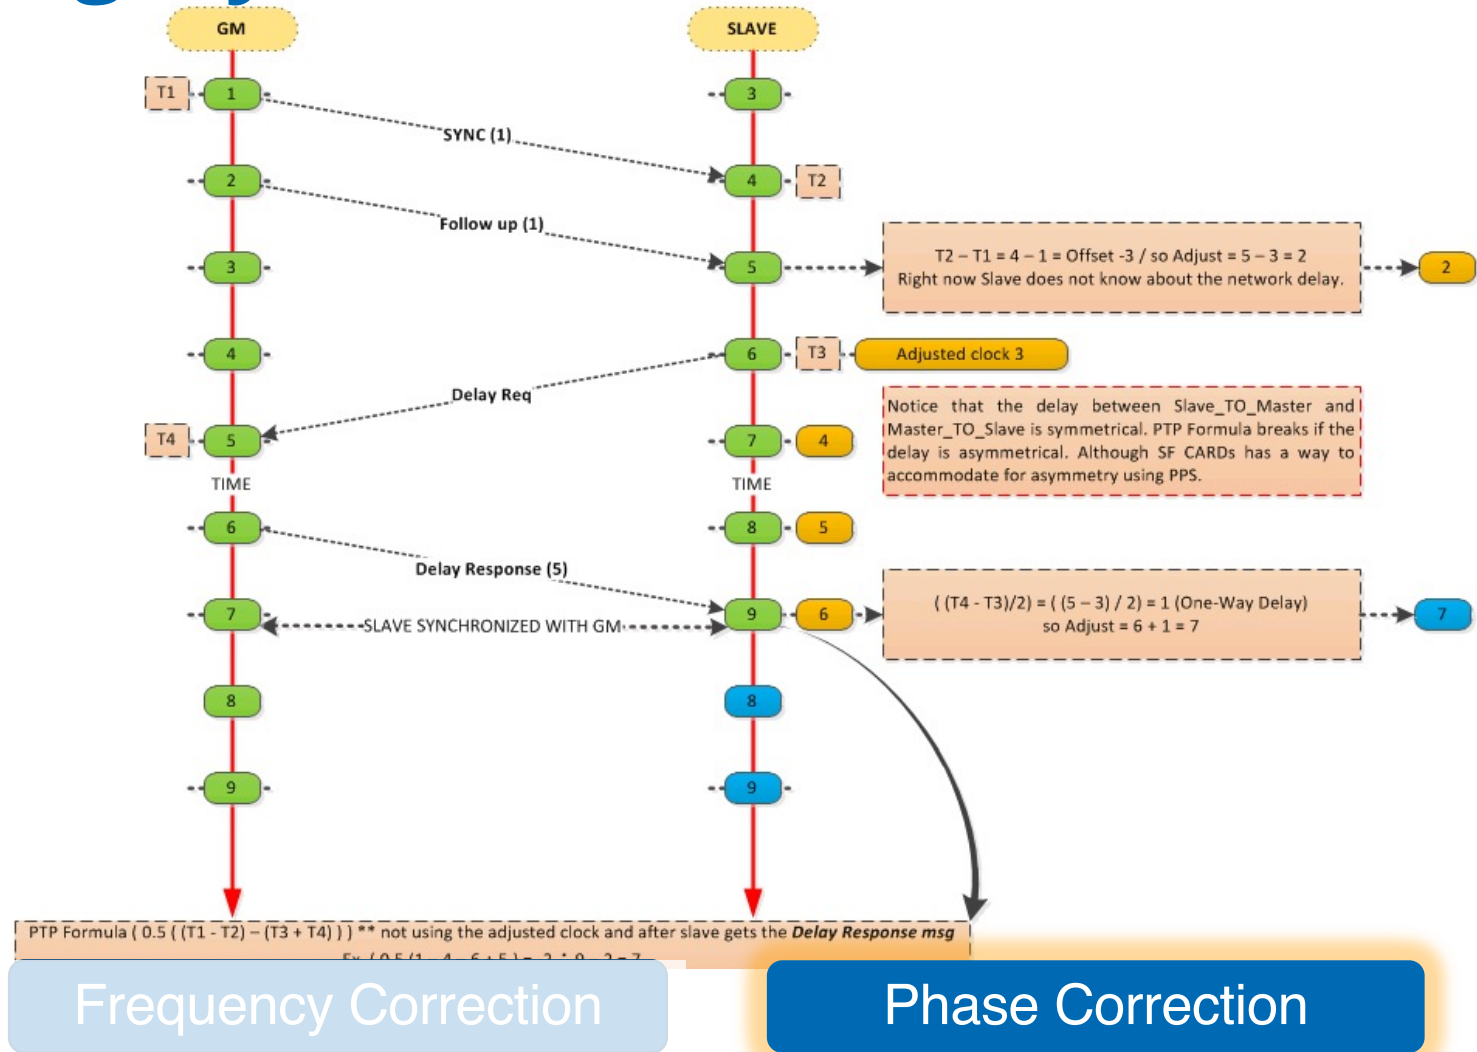 GM
SLAVE
T1
1
3
SYNC (1)
2
4
T2
Follow up (1)
3
5
T2 – T1 = 4 – 1 = Offset -3 / so Adjust = 5 – 3 = 2
Right now Slave does not know about the network delay.
2
4
6
T3
Adjusted clock 3
Delay Req
Notice that the delay between Slave_TO_Master and
Master_TO_Slave is symmetrical. PTP Formula breaks if the
delay is asymmetrical. Although SF CARDs has a way to
accommodate for asymmetry using PPS.
T4
5
7
4
TIME
TIME
6
8
5
Delay Response (5)
7
SLAVE SYNCHRONIZED WITH GM
9
6
( (T4 - T3)/2) = ( (5 – 3) / 2) = 1 (One-Way Delay)
so Adjust = 6 + 1 = 7
7
8
8
9
9
PTP Formula ( 0.5 ( (T1 - T2) – (T3 + T4) ) ) ** not using the adjusted clock and after slave gets the Delay Response msg
Frequency Correction
Phase Correction